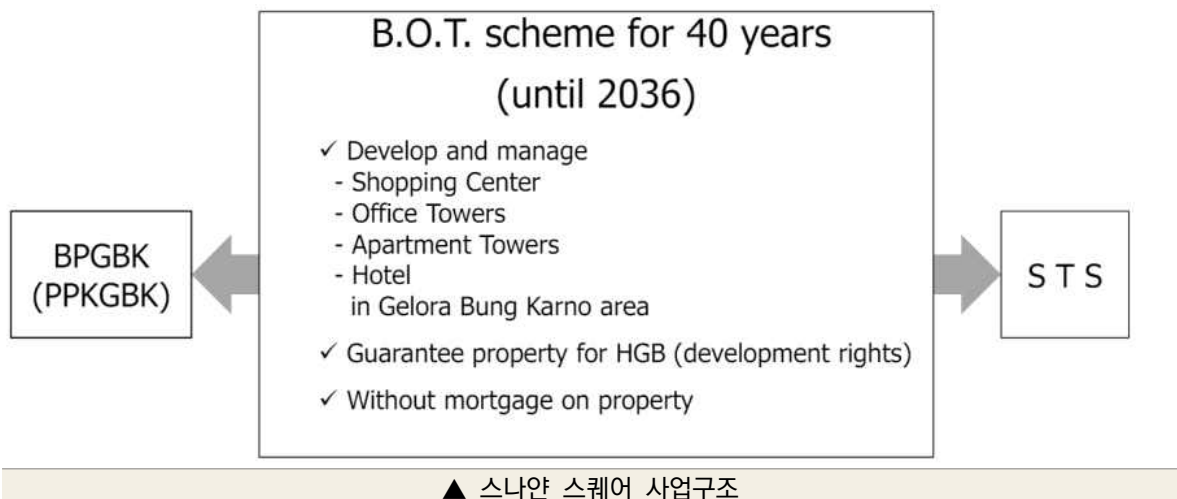 B.O.T. scheme for 40 years
(until 2036)
✓ Develop and manage
- Shopping Center
- Office Towers
- Apartment Towers
- Hotel
in Gelora Bung Karno area
✓ Guarantee property for HGB (development rights)
✓ Without mortgage on property
BPGBK
(PPKGBK)
S T S
▲ 스나얀 스퀘어 사업구조